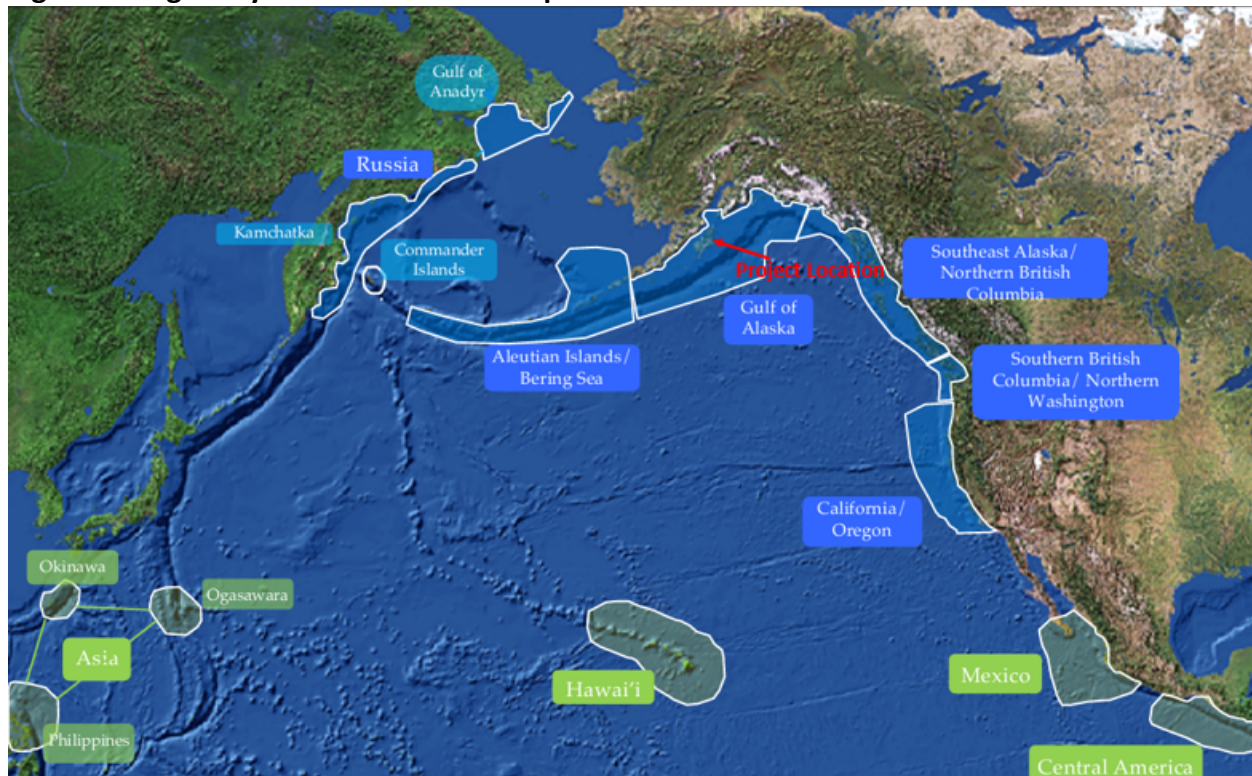 Gulf of
Anadyr
Russia
Kamchatka
Commander
Islands
Aleutian Islands/
Bering Sea
Project Location
Gulf of
Alaska
Southeast Alaska/
Northern British
Columbia
Southern British
Columbia/ Northern
Washington
California/
Oregon
Okinawa
Ogasawara
Asia
Philippines
Hawai'i
Mexico
Central America